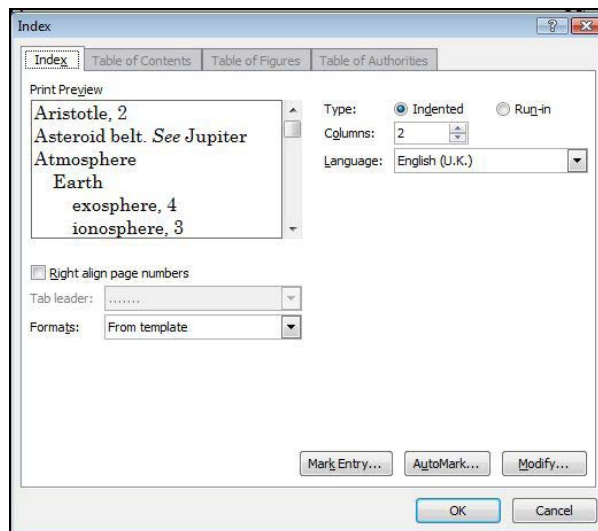 Index
Index Table of Contents Table of Figures Table of Authorities
Print Preview
Aristotle, 2
Asteroid belt. See Jupiter
Atmosphere
Earth
exosphere, 4
ionosphere, 3
Type: Indented Run-in
Columns: 2
Language: English (U.K.)
Right align page numbers
Tab leader: .......
Formats: From template
Mark Entry... AutoMark... Modify...
OK Cancel